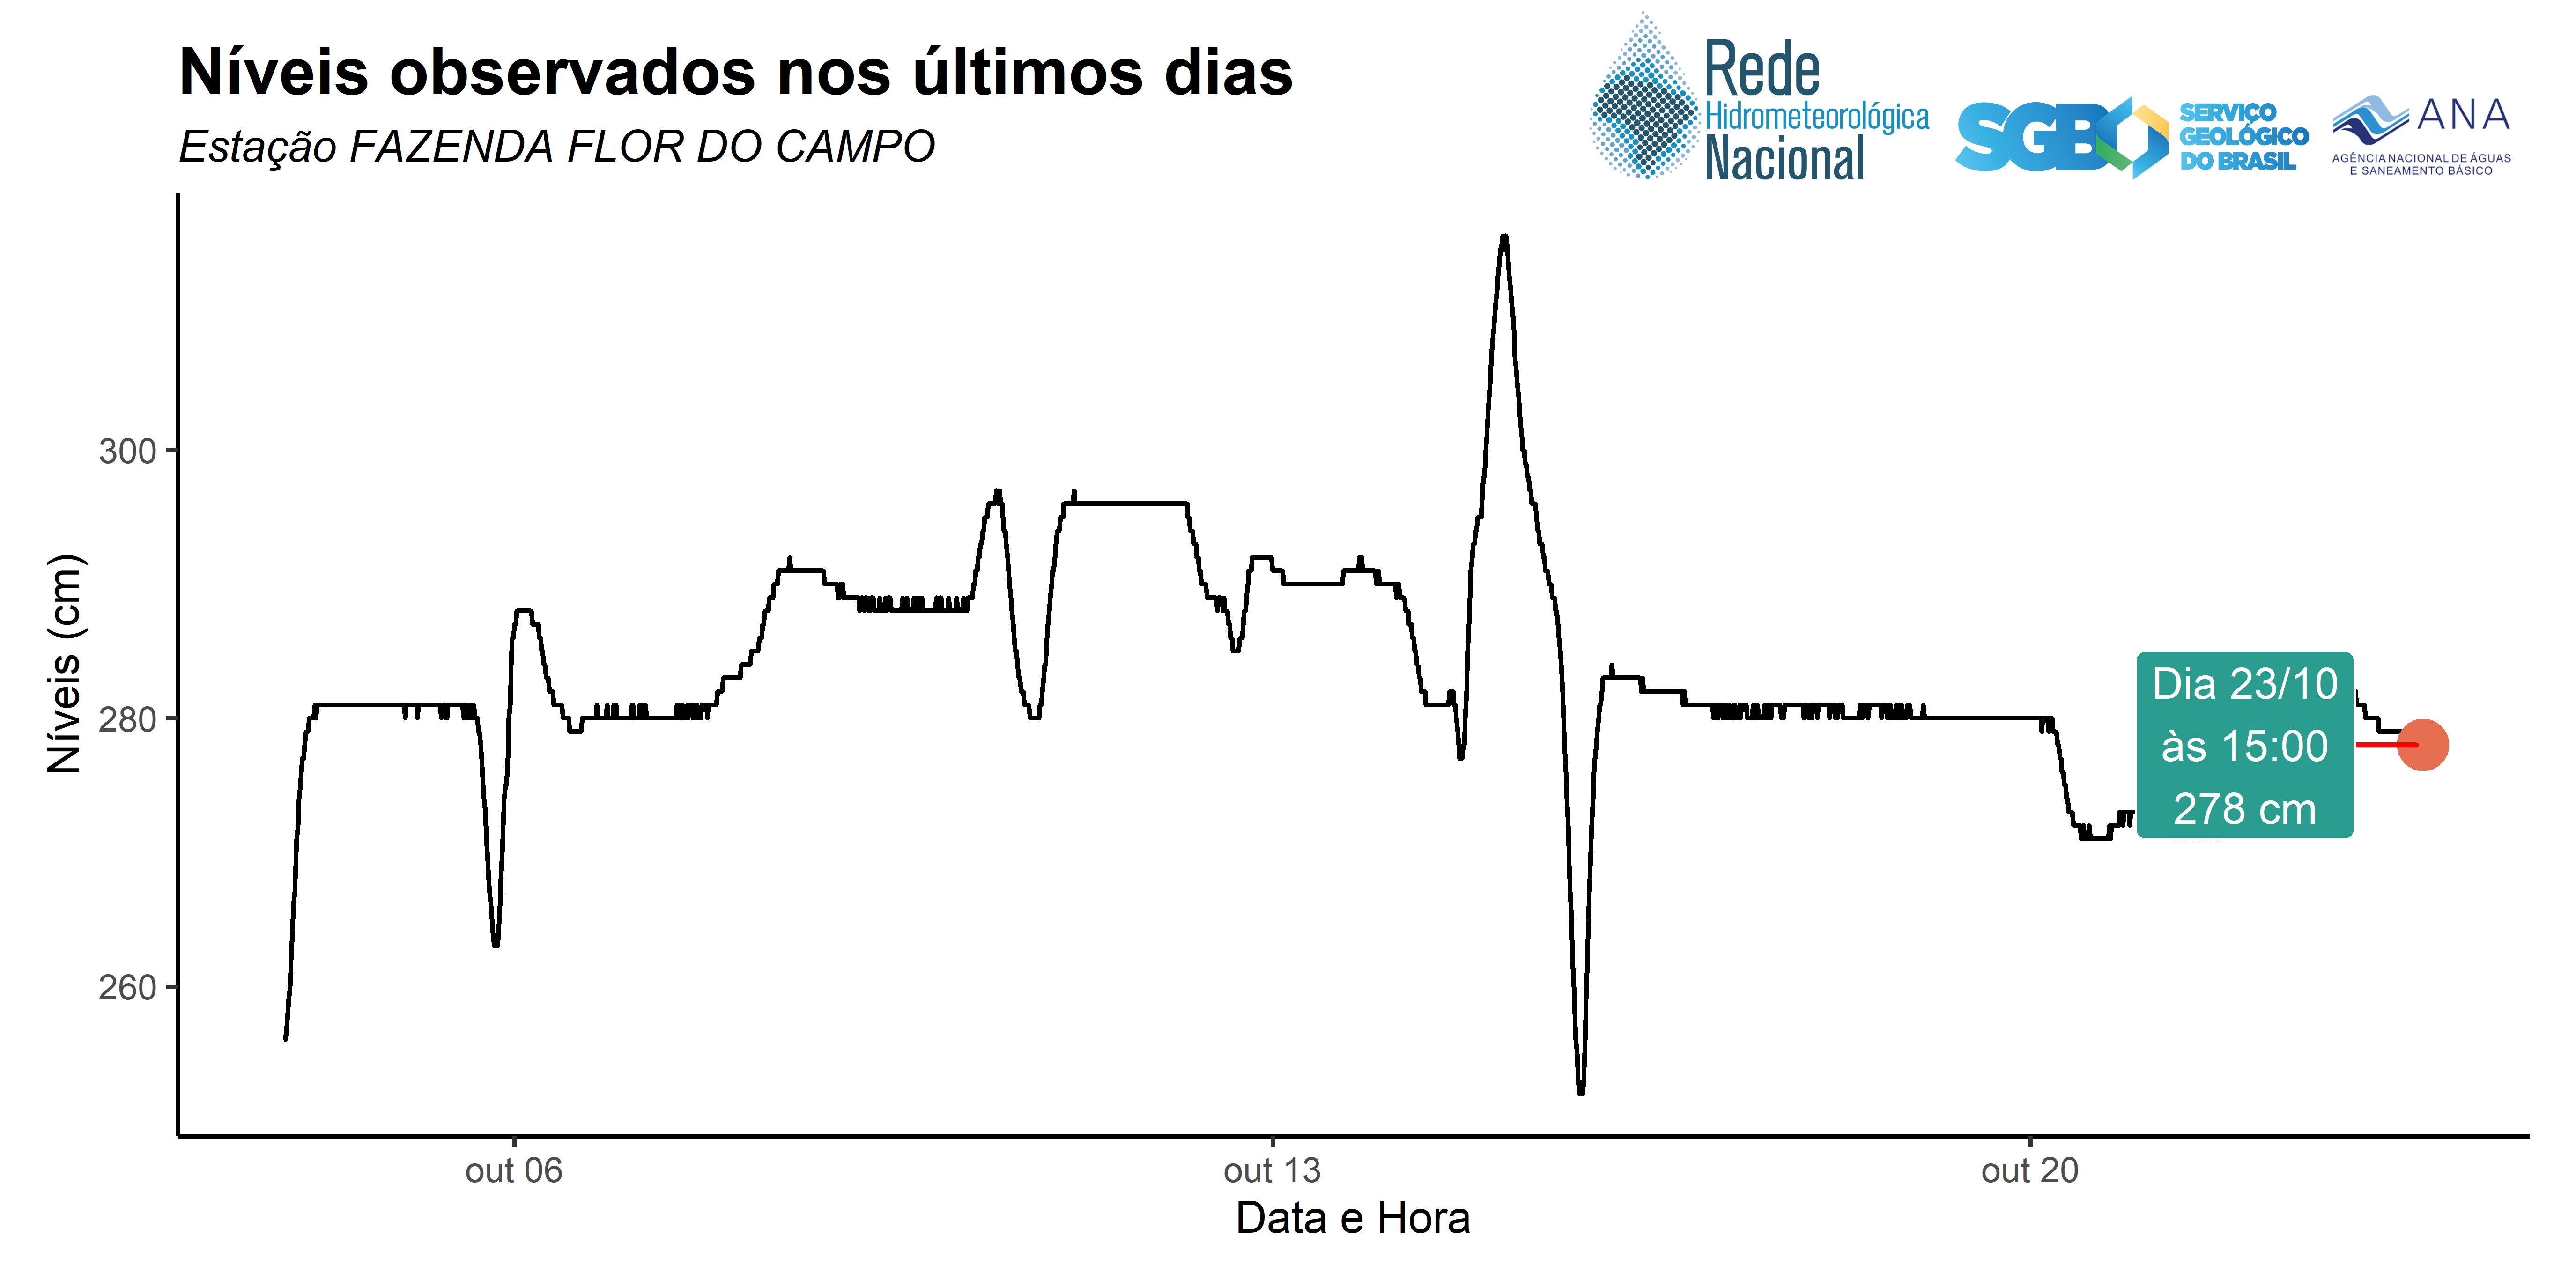 Níveis observados nos últimos dias
Estação FAZENDA FLOR DO CAMPO
Rede
Hidrometeorológica
Nacional
SGB
SERVIÇO
GEOLÓGICO
DO BRASIL
ANA
AGÊNCIA NACIONAL DE ÁGUAS
E SANEAMENTO BÁSICO
Níveis (cm)
300
280
260
Dia 23/10
às 15:00
278 cm
out 06
out 13
out 20
Data e Hora